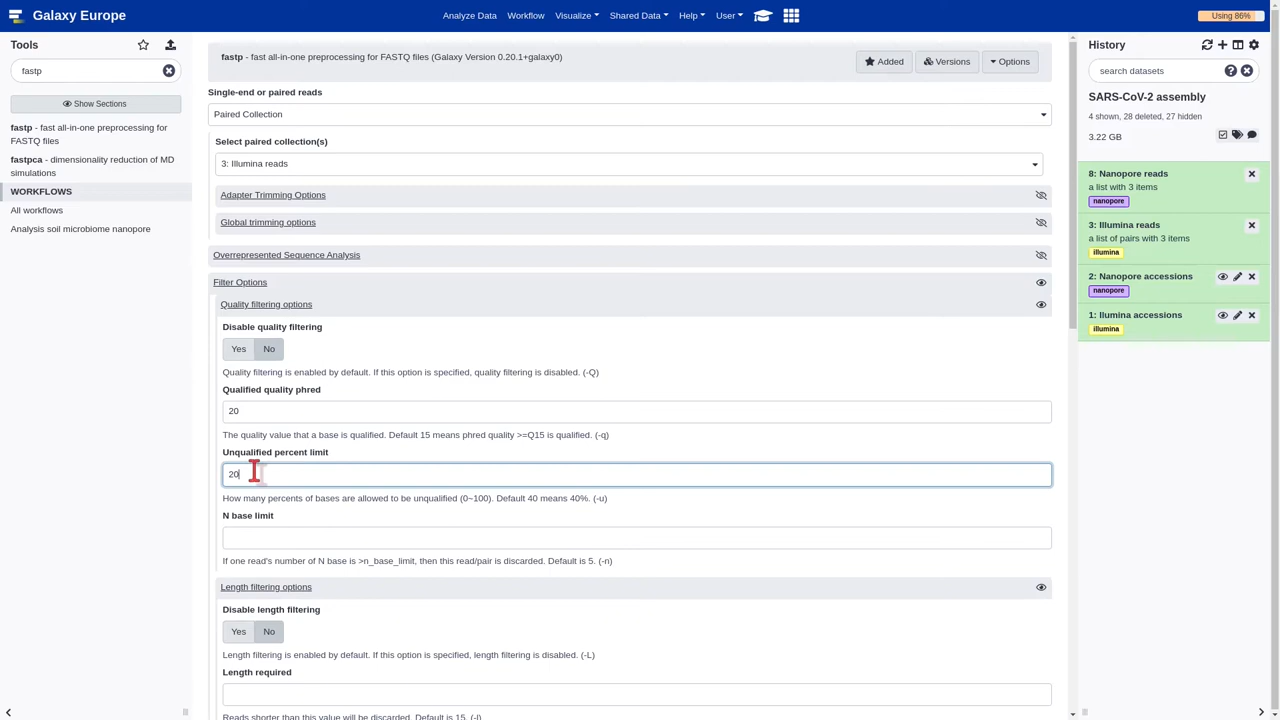 Galaxy Europe
Analyze Data Workflow Visualize Shared Data Help User
Using 86%
Tools
fastp
Show Sections
fastp - fast all-in-one preprocessing for
FASTQ files
fastpca - dimensionality reduction of MD
simulations
WORKFLOWS
All workflows
Analysis soil microbiome nanopore
fastp - fast all-in-one preprocessing for FASTQ files (Galaxy Version 0.20.1+galaxy0)
Added Versions Options
Single-end or paired reads
Paired Collection
Select paired collection(s)
3: Illumina reads
Adapter Trimming Options
Global trimming options
Overrepresented Sequence Analysis
Filter Options
Quality filtering options
Disable quality filtering
Yes No
Quality filtering is enabled by default. If this option is specified, quality filtering is disabled. (-Q)
Qualified quality phred
20
The quality value that a base is qualified. Default 15 means phred quality >=Q15 is qualified. (-q)
Unqualified percent limit
20
How many percents of bases are allowed to be unqualified (0~100). Default 40 means 40%. (-u)
N base limit
If one read's number of N base is >n_base_limit, then this read/pair is discarded. Default is 5. (-n)
Length filtering options
Disable length filtering
Yes No
Length filtering is enabled by default. If this option is specified, length filtering is disabled. (-L)
Length required
Reads shorter than this value will be discarded. Default is 15. (-l)
History
search datasets
SARS-CoV-2 assembly
4 shown, 28 deleted, 27 hidden
3.22 GB
8: Nanopore reads
a list with 3 items
nanopore
3: Illumina reads
a list of pairs with 3 items
illumina
2: Nanopore accessions
nanopore
1: Ilumina accessions
illumina